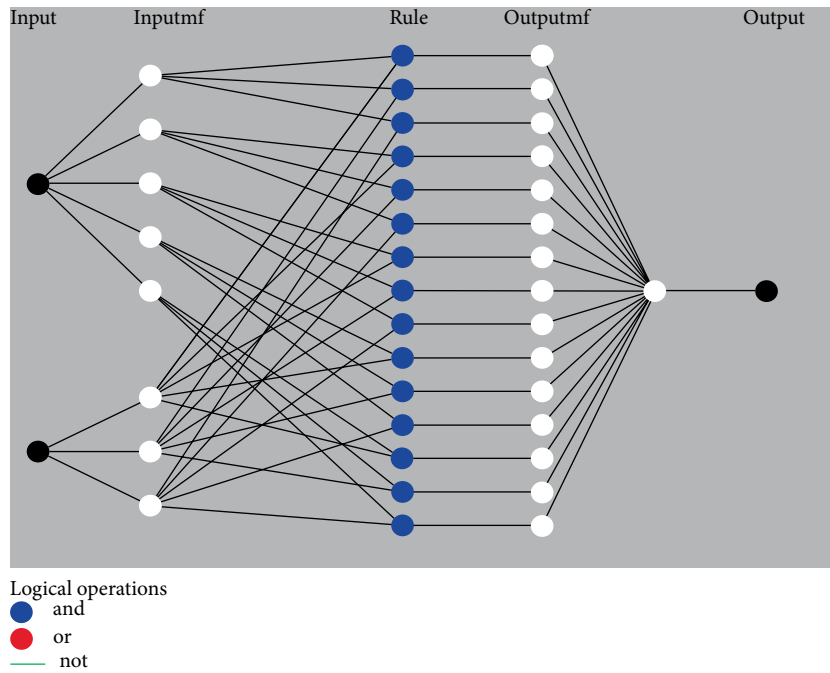 Input Inputmf Rule Outputmf Output
Logical operations
and
or
not